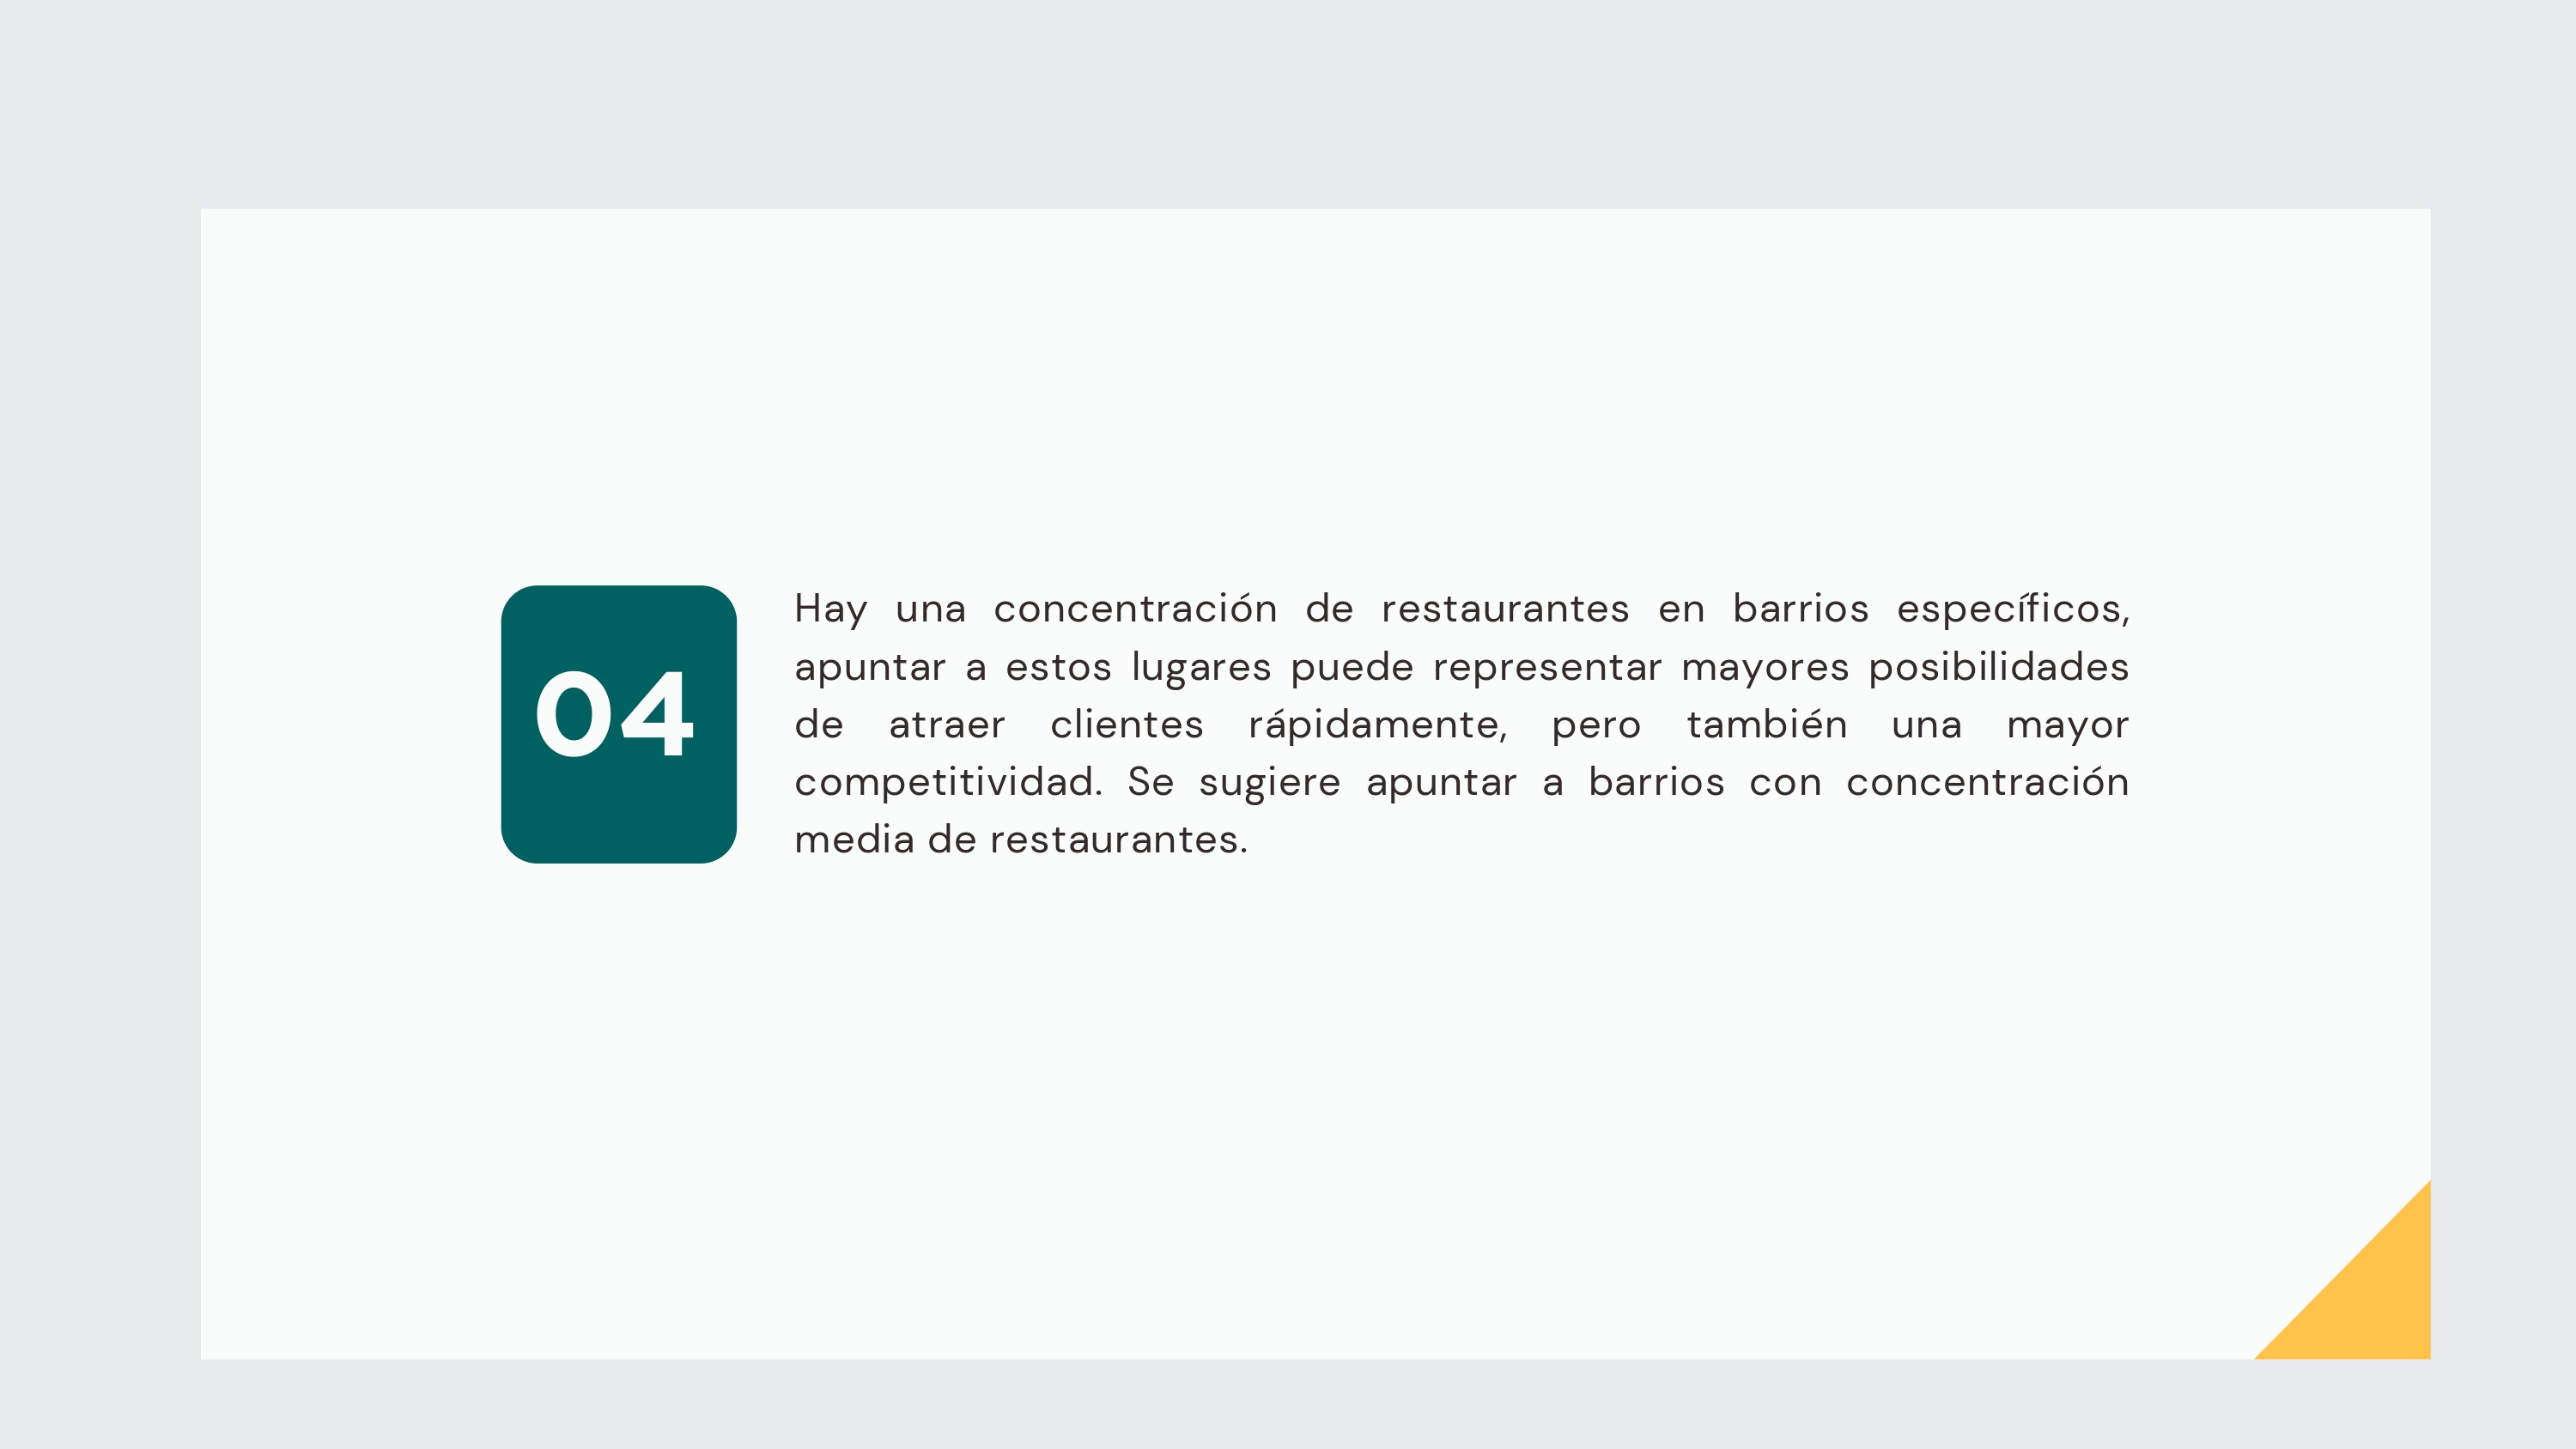 04
Hay una concentración de restaurantes en barrios específicos,
apuntar a estos lugares puede representar mayores posibilidades
de atraer clientes rápidamente, pero también una mayor
competitividad. Se sugiere apuntar a barrios con concentración
media de restaurantes.